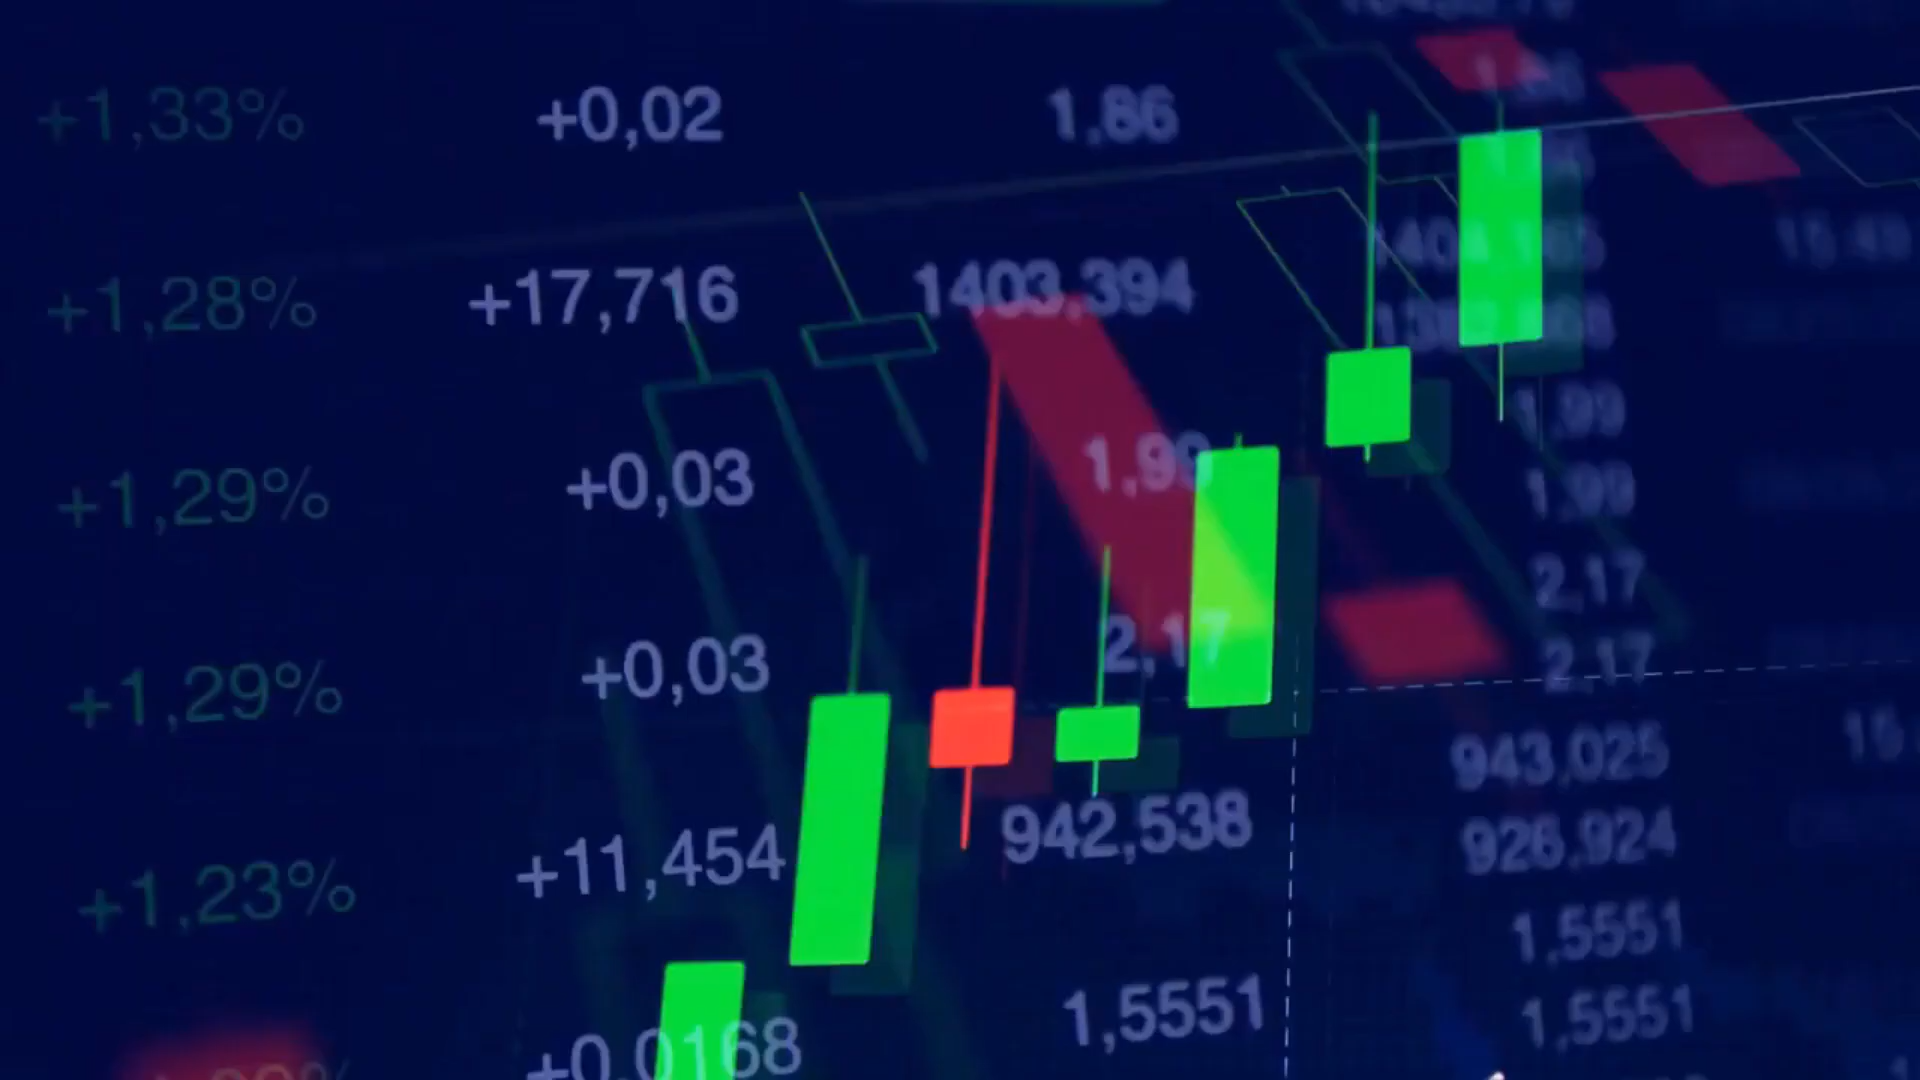 +1,33% +0,02 1,86
+1,28% +17,716 1403,394
+1,29% +0,03 1,99 1,99
1,99
+1,29% +0,03 2,17 2,17
2,17
943,025
+1,23% +11,454 942,538 926,924
1,5551
+0,0168 1,5551 1,5551